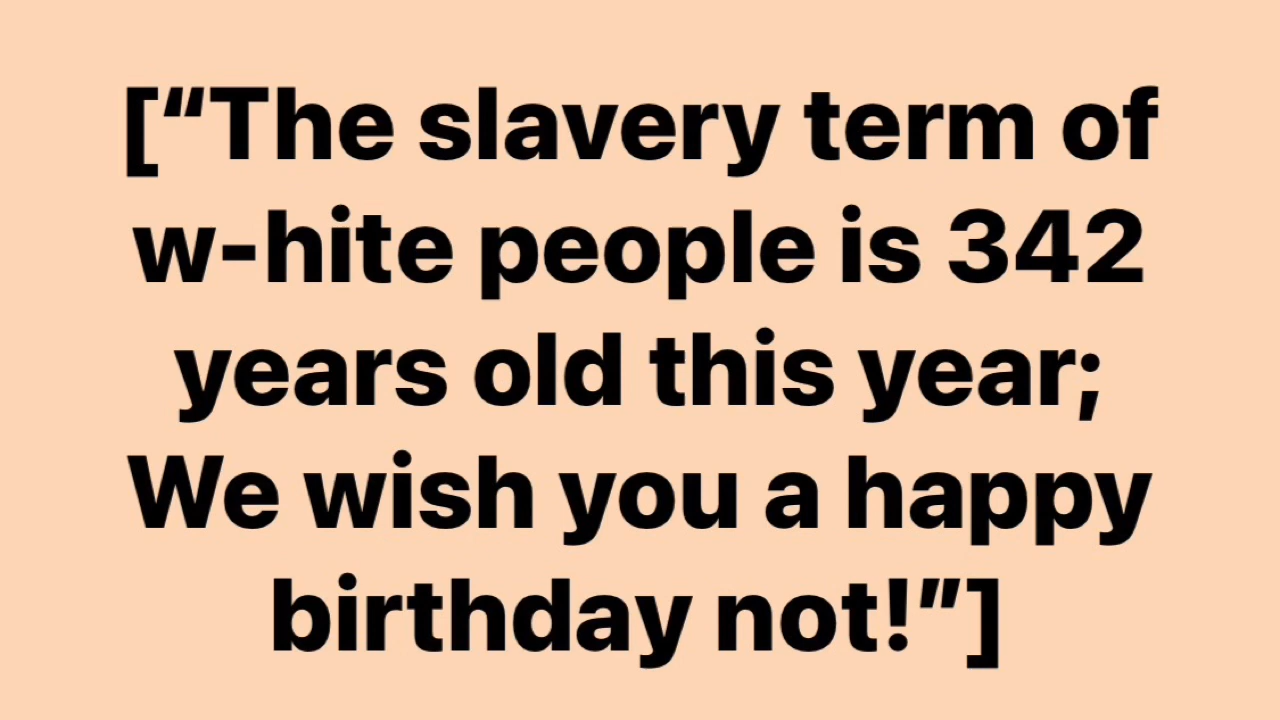 [“The slavery term of
w-hite people is 342
years old this year;
We wish you a happy
birthday not!”]